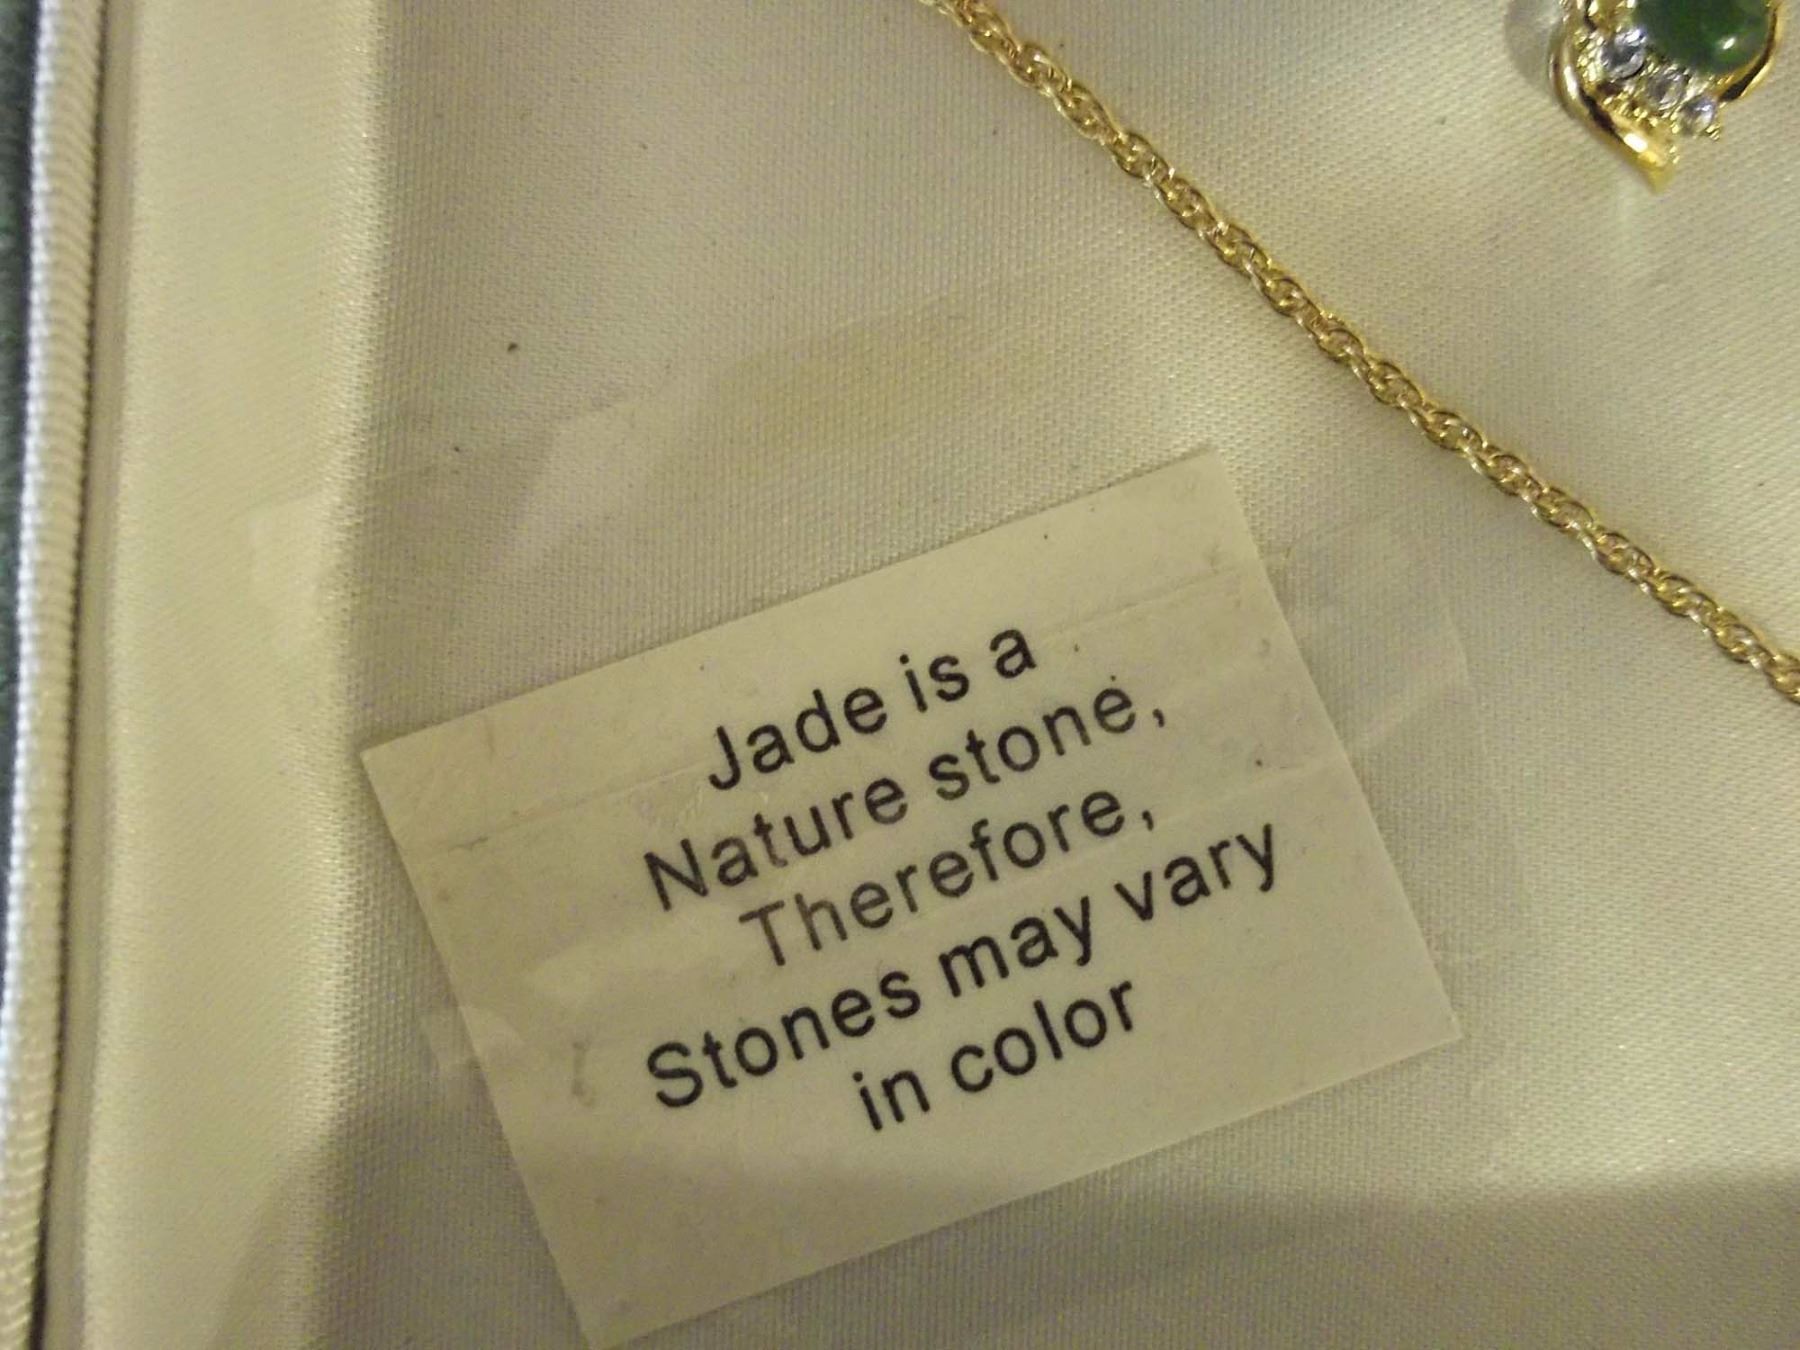 Jade is a
Nature stone,
Therefore,
Stones may vary
in color